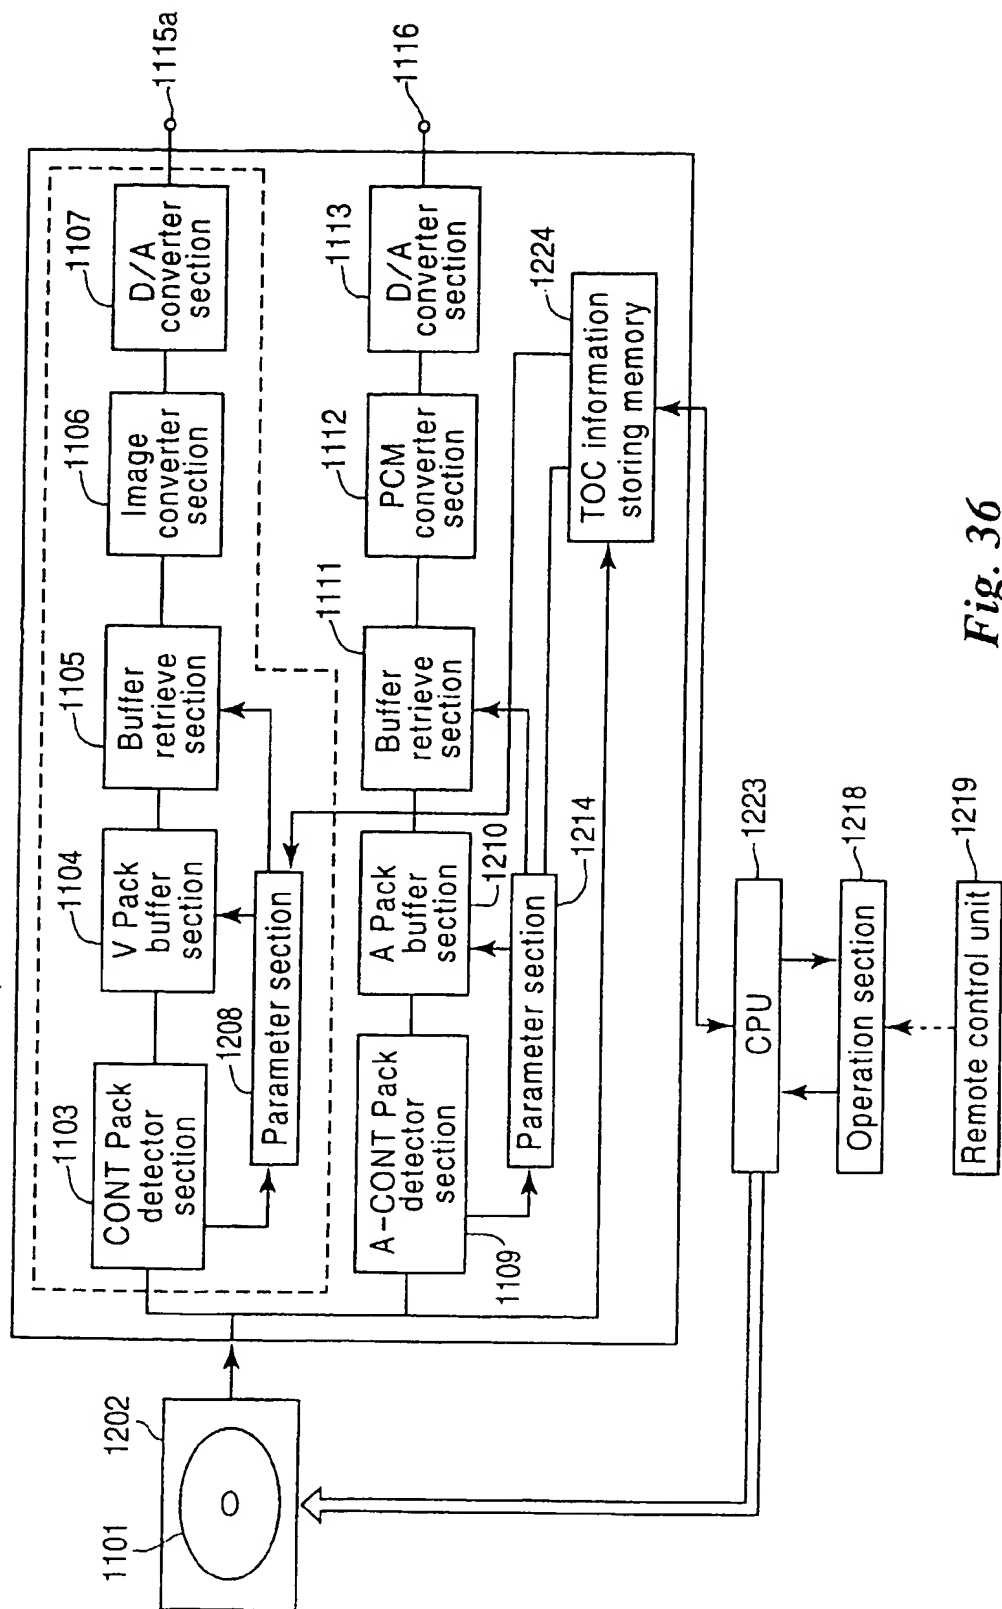 1115a
1116
1107
D/A
converter
section
1106
Image
converter
section
1105
Buffer
retrieve
section
1104
V Pack
buffer
section
1103
CONT Pack
detector
section
1208
Parameter section
1113
D/A
converter
section
1112
PCM
converter
section
1111
Buffer
retrieve
section
1210
A Pack
buffer
section
1109
A-CONT Pack
detector
section
1214
Parameter section
1224
TOC information
storing memory
1202
1101
1223
CPU
1218
Operation section
1219
Remote control unit
Fig. 36